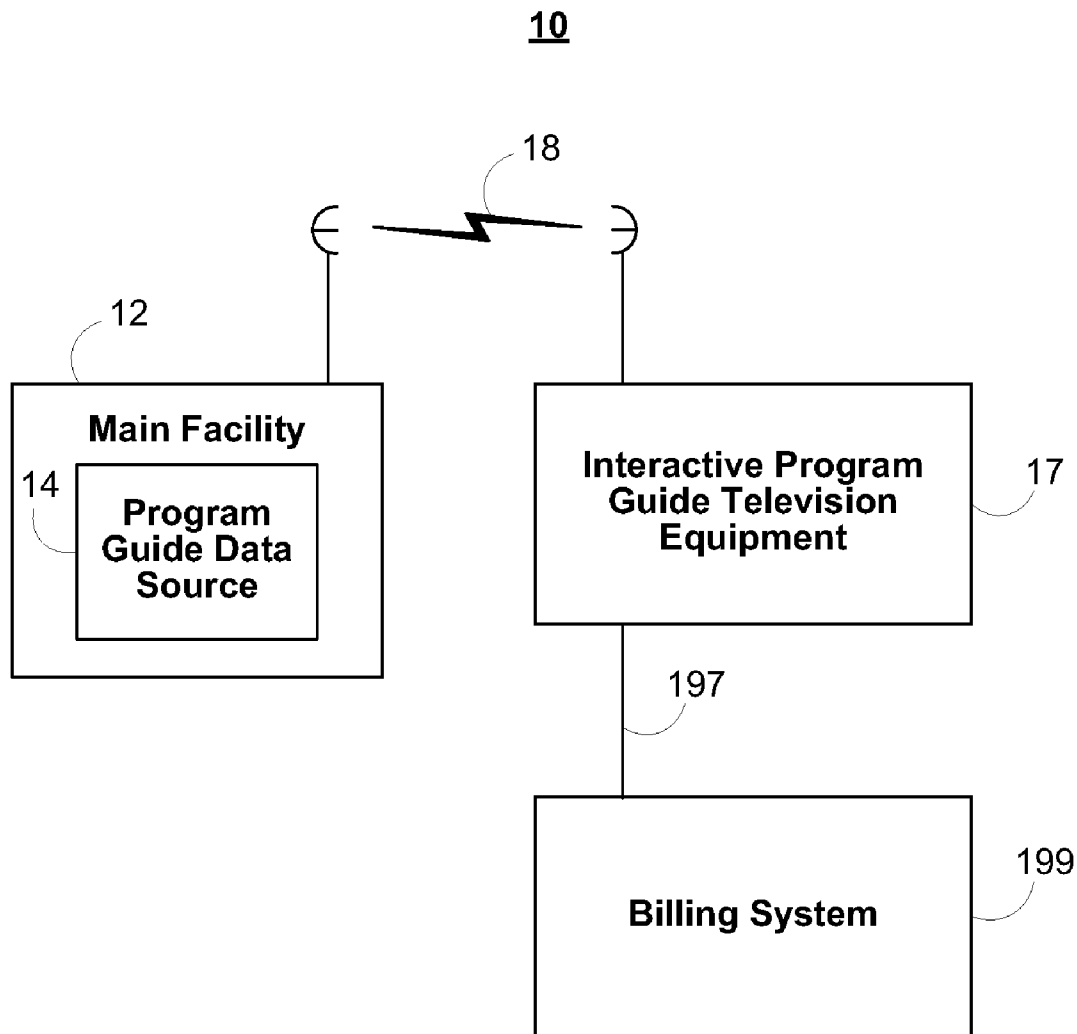 10
18
12
Main Facility
14
Program
Guide Data
Source
Interactive Program
Guide Television
Equipment
17
197
Billing System
199